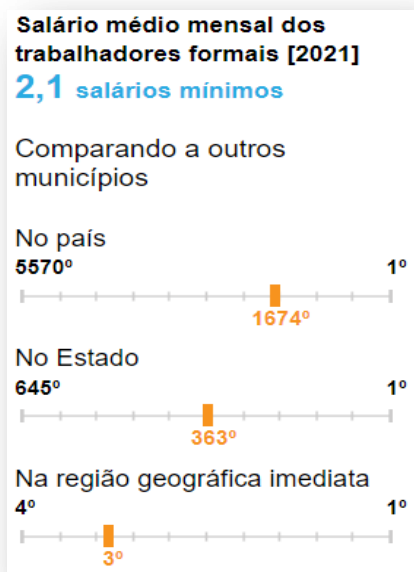 Salário médio mensal dos
trabalhadores formais [2021]
2,1 salários mínimos
Comparando a outros
municípios
No país
5570º 1º
1674º
No Estado
645º 1º
363º
Na região geográfica imediata
4º 1º
3º